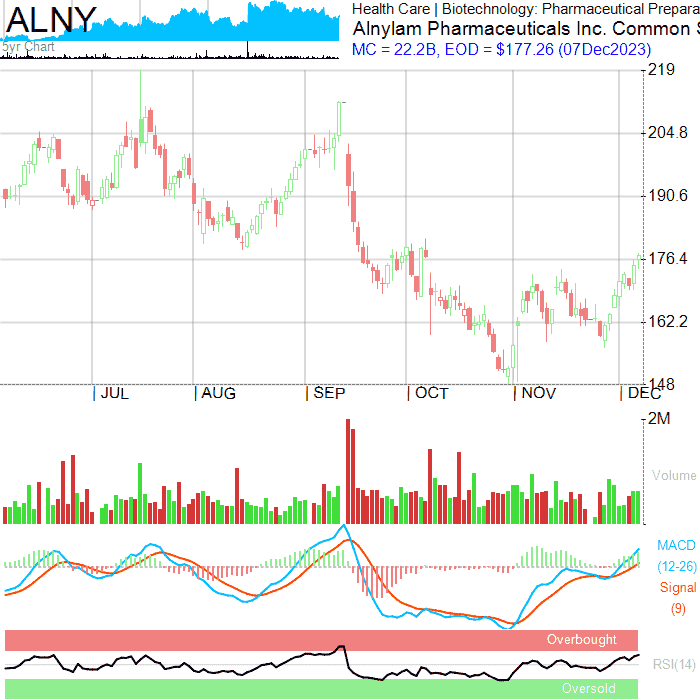 ALNY
5yr Chart
Health Care | Biotechnology: Pharmaceutical Prepara
Alnylam Pharmaceuticals Inc. Common S
MC = 22.2B, EOD = $177.26 (07Dec2023)
219
204.8
190.6
176.4
162.2
148
JUL AUG SEP OCT NOV DEC
2M
Volume
MACD
(12-26)
Signal
(9)
Overbought
RSI(14)
Oversold